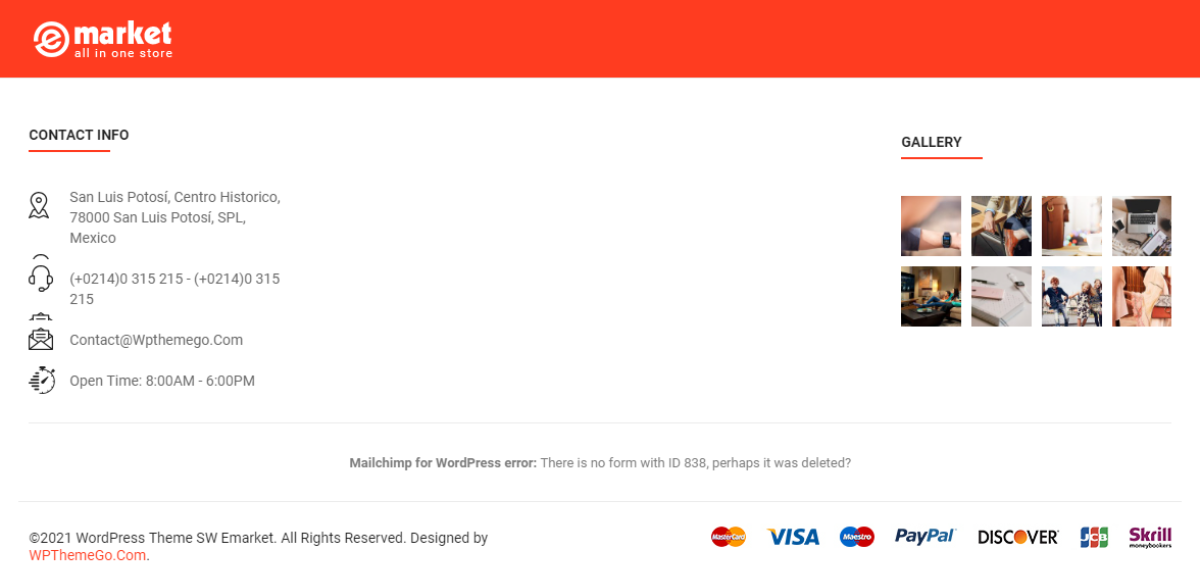 e market
all in one store
CONTACT INFO
San Luis Potosí, Centro Historico,
78000 San Luis Potosí, SPL,
Mexico
(+0214)0 315 215 - (+0214)0 315
215
Contact@Wpthemego.Com
Open Time: 8:00AM - 6:00PM
GALLERY
Mailchimp for WordPress error: There is no form with ID 838, perhaps it was deleted?
©2021 WordPress Theme SW Emarket. All Rights Reserved. Designed by
WPThemeGo.Com.
MasterCard VISA Maestro PayPal DISCOVER JCB Skrill
moneybookers